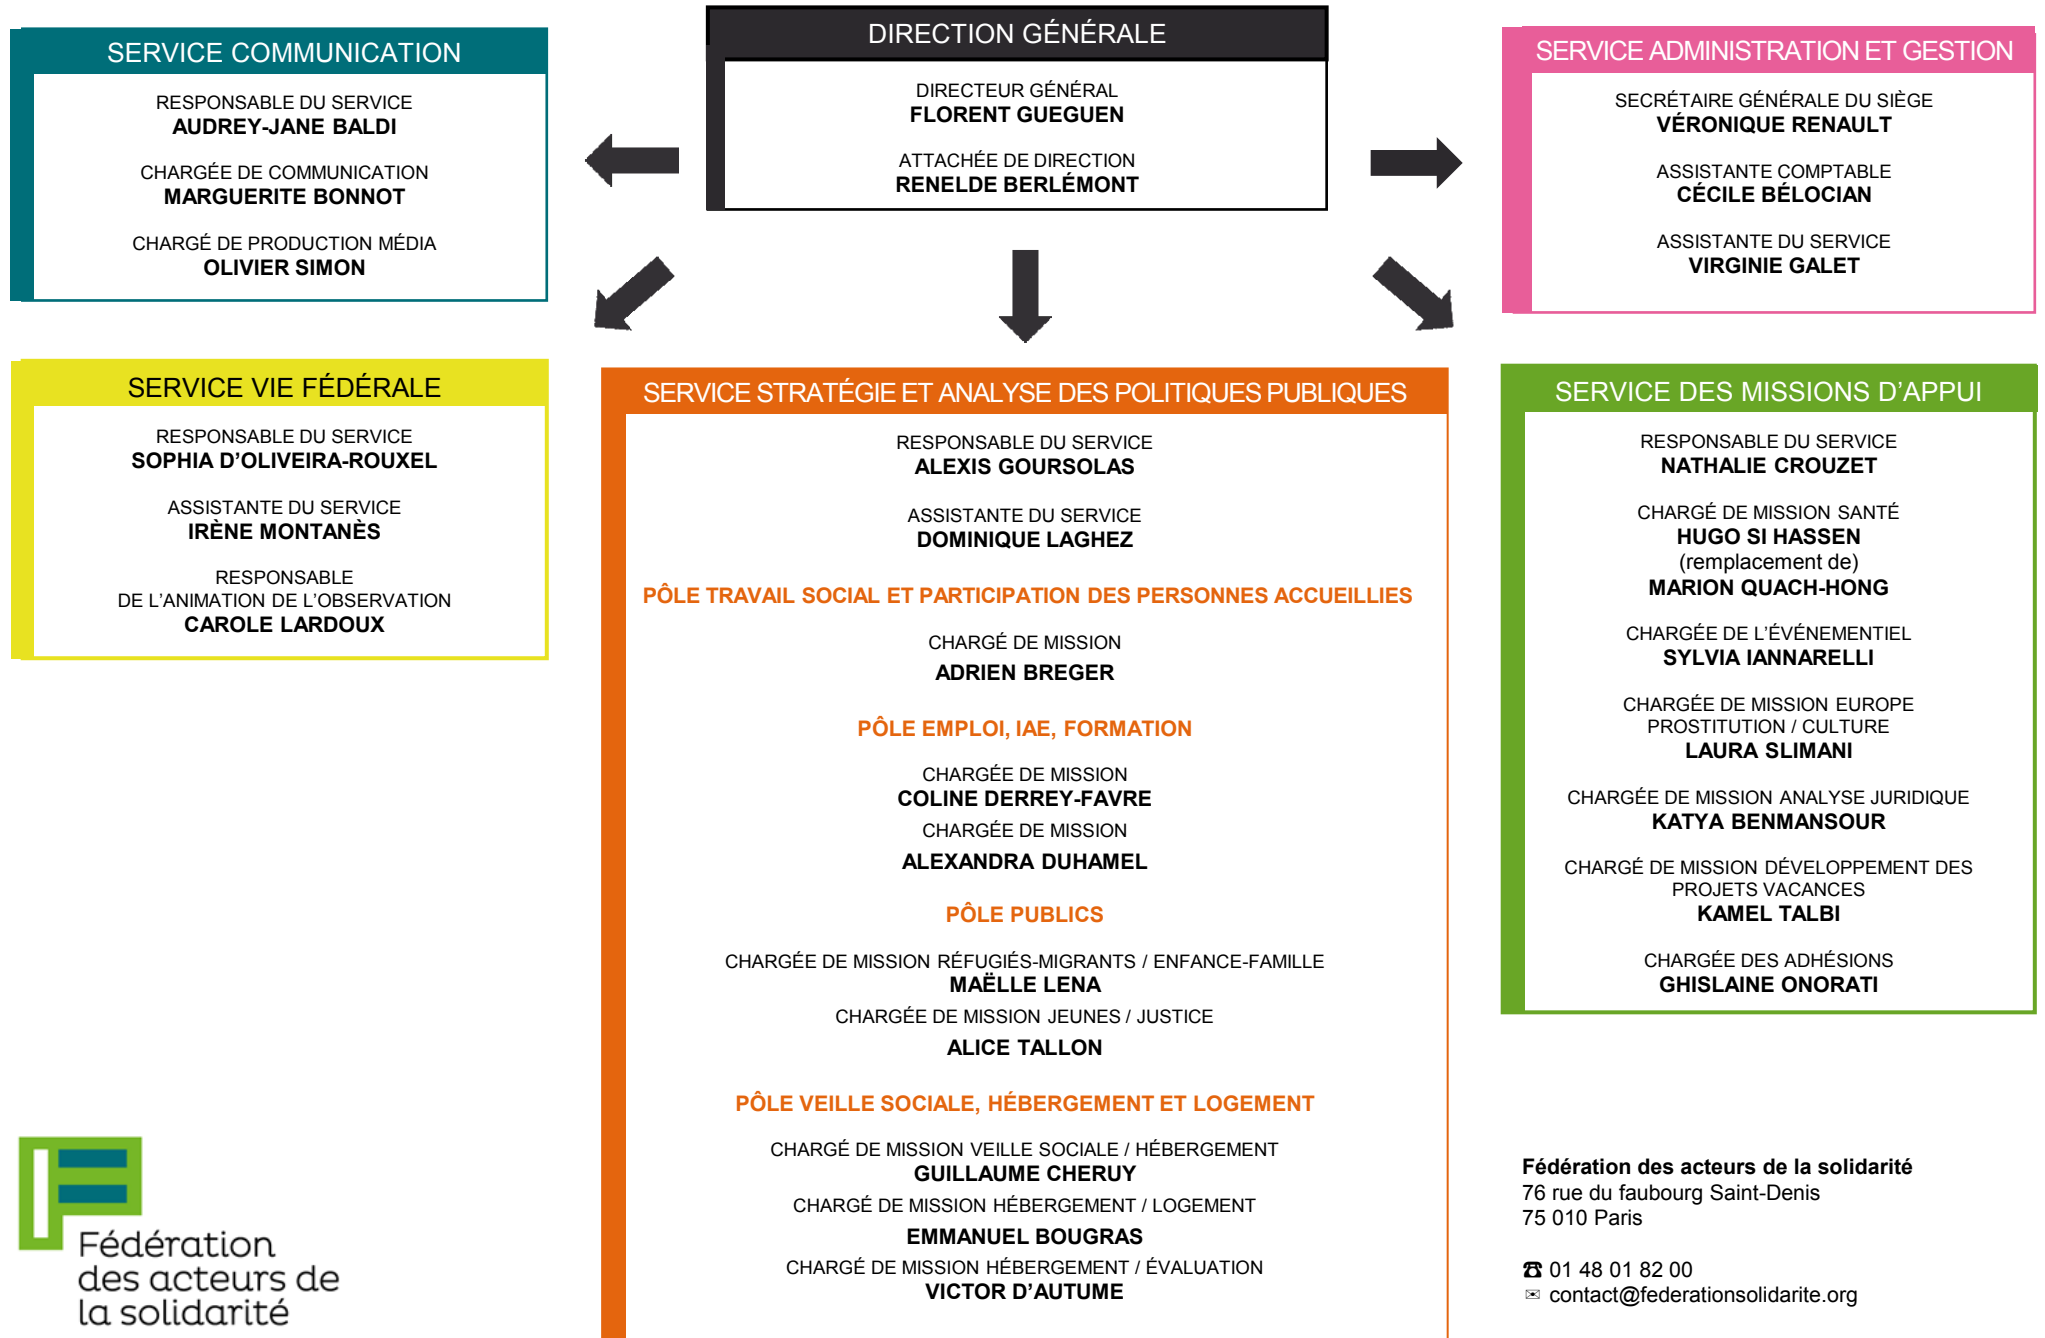 DIRECTION GÉNÉRALE
DIRECTEUR GÉNÉRAL
FLORENT GUEGUEN
ATTACHÉE DE DIRECTION
RENELDE BERLÉMONT
SERVICE COMMUNICATION
RESPONSABLE DU SERVICE
AUDREY-JANE BALDI
CHARGÉE DE COMMUNICATION
MARGUERITE BONNOT
CHARGÉ DE PRODUCTION MÉDIA
OLIVIER SIMON
SERVICE ADMINISTRATION ET GESTION
SECRÉTAIRE GÉNÉRALE DU SIÈGE
VÉRONIQUE RENAULT
ASSISTANTE COMPTABLE
CÉCILE BÉLOCIAN
ASSISTANTE DU SERVICE
VIRGINIE GALET
SERVICE VIE FÉDÉRALE
RESPONSABLE DU SERVICE
SOPHIA D’OLIVEIRA-ROUXEL
ASSISTANTE DU SERVICE
IRÈNE MONTANÈS
RESPONSABLE
DE L’ANIMATION DE L’OBSERVATION
CAROLE LARDOUX
SERVICE STRATÉGIE ET ANALYSE DES POLITIQUES PUBLIQUES
RESPONSABLE DU SERVICE
ALEXIS GOURSOLAS
ASSISTANTE DU SERVICE
DOMINIQUE LAGHEZ
PÔLE TRAVAIL SOCIAL ET PARTICIPATION DES PERSONNES ACCUEILLIES
CHARGÉ DE MISSION
ADRIEN BREGER
PÔLE EMPLOI, IAE, FORMATION
CHARGÉE DE MISSION
COLINE DERREY-FAVRE
CHARGÉE DE MISSION
ALEXANDRA DUHAMEL
PÔLE PUBLICS
CHARGÉE DE MISSION RÉFUGIÉS-MIGRANTS / ENFANCE-FAMILLE
MAËLLE LENA
CHARGÉE DE MISSION JEUNES / JUSTICE
ALICE TALLON
PÔLE VEILLE SOCIALE, HÉBERGEMENT ET LOGEMENT
CHARGÉ DE MISSION VEILLE SOCIALE / HÉBERGEMENT
GUILLAUME CHERUY
CHARGÉ DE MISSION HÉBERGEMENT / LOGEMENT
EMMANUEL BOUGRAS
CHARGÉ DE MISSION HÉBERGEMENT / ÉVALUATION
VICTOR D’AUTUME
SERVICE DES MISSIONS D’APPUI
RESPONSABLE DU SERVICE
NATHALIE CROUZET
CHARGÉ DE MISSION SANTÉ
HUGO SI HASSEN
(remplacement de)
MARION QUACH-HONG
CHARGÉE DE L’ÉVÉNEMENTIEL
SYLVIA IANNARELLI
CHARGÉE DE MISSION EUROPE
PROSTITUTION / CULTURE
LAURA SLIMANI
CHARGÉE DE MISSION ANALYSE JURIDIQUE
KATYA BENMANSOUR
CHARGÉ DE MISSION DÉVELOPPEMENT DES
PROJETS VACANCES
KAMEL TALBI
CHARGÉE DES ADHÉSIONS
GHISLAINE ONORATI
Fédération
des acteurs de
la solidarité
Fédération des acteurs de la solidarité
76 rue du faubourg Saint-Denis
75 010 Paris
☎ 01 48 01 82 00
✉ contact@federationsolidarite.org